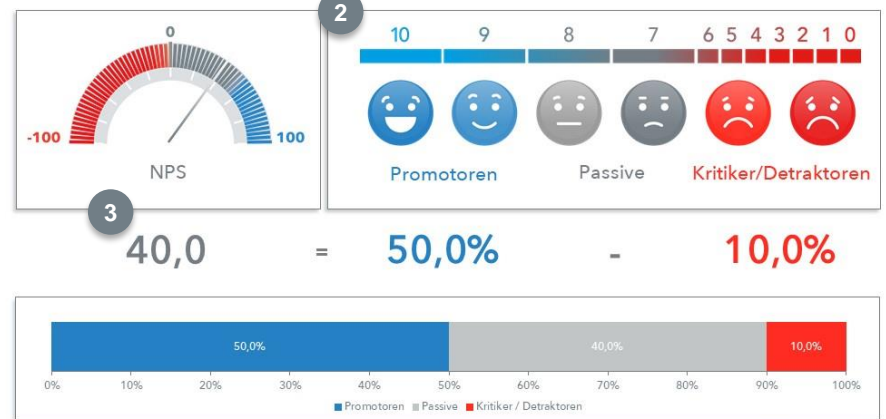 2
0
-100
100
NPS
10 9 8 7 6 5 4 3 2 1 0
Promotoren Passive Kritiker/Detraktoren
3
40,0 = 50,0% - 10,0%
50,0% 40,0% 10,0%
0% 10% 20% 30% 40% 50% 60% 70% 80% 90% 100%
Promotoren Passive Kritiker / Detraktoren